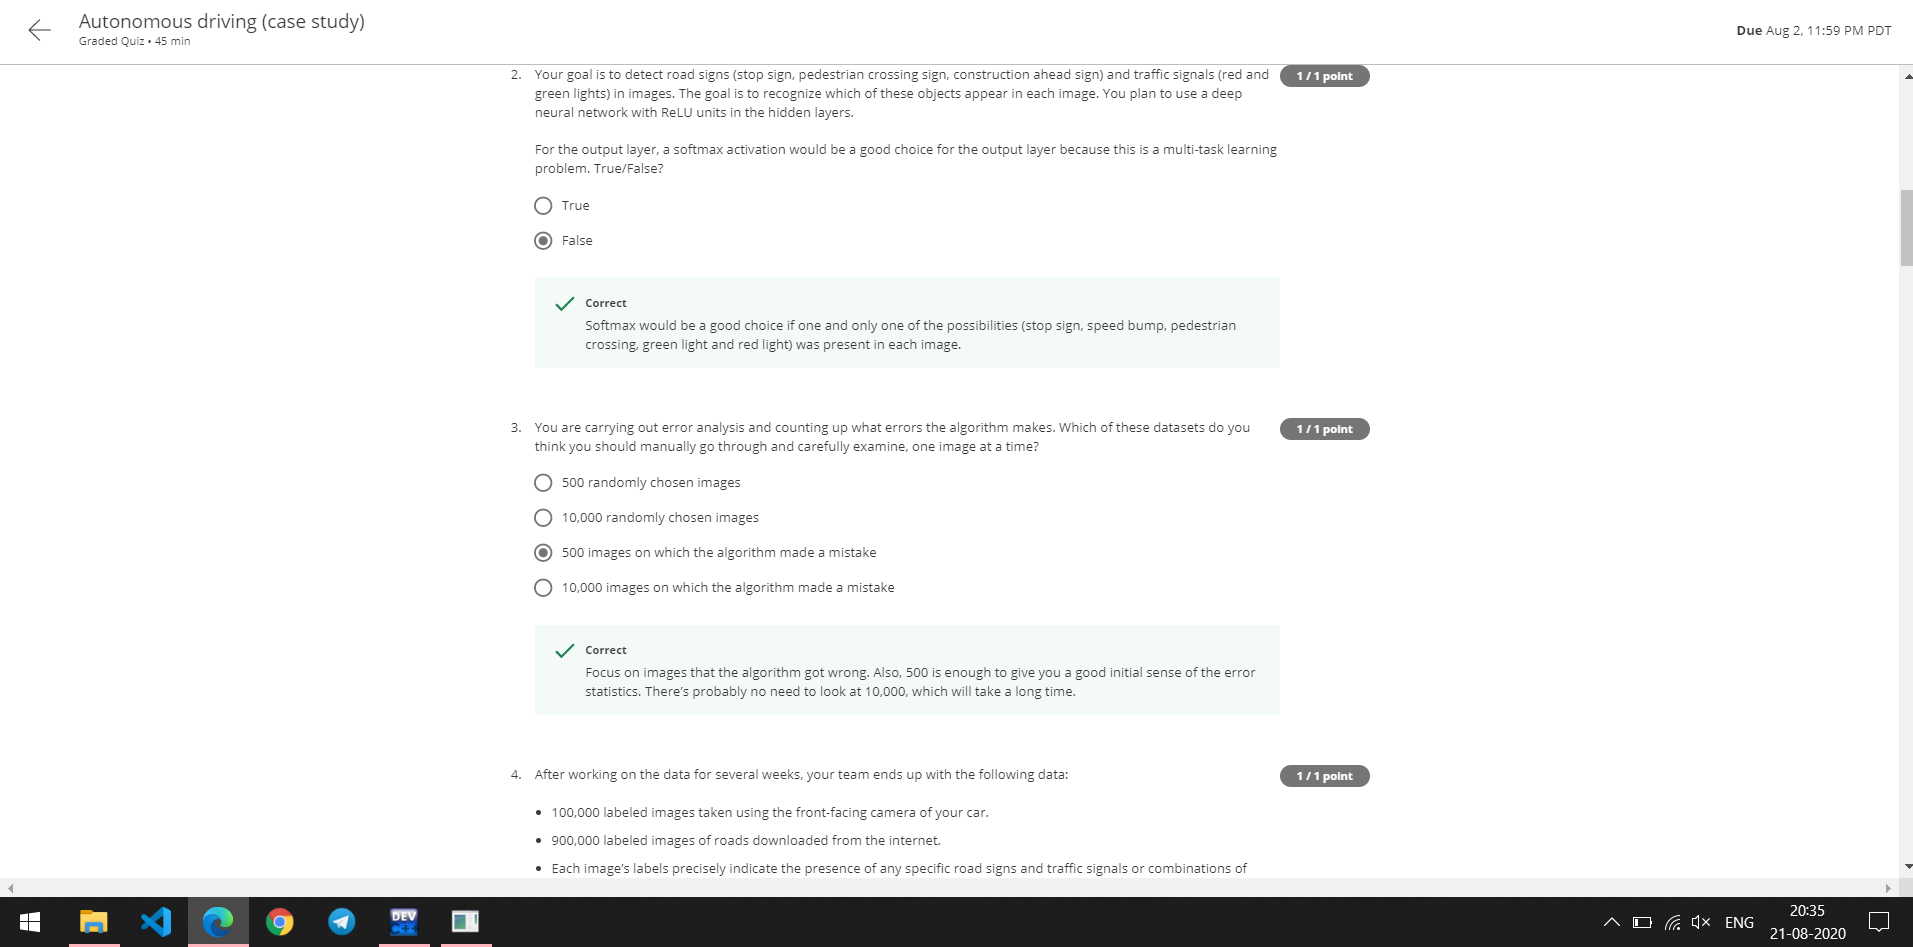 Autonomous driving (case study)
Graded Quiz • 45 min
Due Aug 2, 11:59 PM PDT
2. Your goal is to detect road signs (stop sign, pedestrian crossing sign, construction ahead sign) and traffic signals (red and
green lights) in images. The goal is to recognize which of these objects appear in each image. You plan to use a deep
neural network with ReLU units in the hidden layers.
1 / 1 point
For the output layer, a softmax activation would be a good choice for the output layer because this is a multi-task learning
problem. True/False?
True
False
Correct
Softmax would be a good choice if one and only one of the possibilities (stop sign, speed bump, pedestrian
crossing, green light and red light) was present in each image.
3. You are carrying out error analysis and counting up what errors the algorithm makes. Which of these datasets do you
think you should manually go through and carefully examine, one image at a time?
1 / 1 point
500 randomly chosen images
10,000 randomly chosen images
500 images on which the algorithm made a mistake
10,000 images on which the algorithm made a mistake
Correct
Focus on images that the algorithm got wrong. Also, 500 is enough to give you a good initial sense of the error
statistics. There's probably no need to look at 10,000, which will take a long time.
4. After working on the data for several weeks, your team ends up with the following data:
1 / 1 point
• 100,000 labeled images taken using the front-facing camera of your car.
• 900,000 labeled images of roads downloaded from the internet.
• Each image's labels precisely indicate the presence of any specific road signs and traffic signals or combinations of
DEV
ENG
20:35
21-08-2020